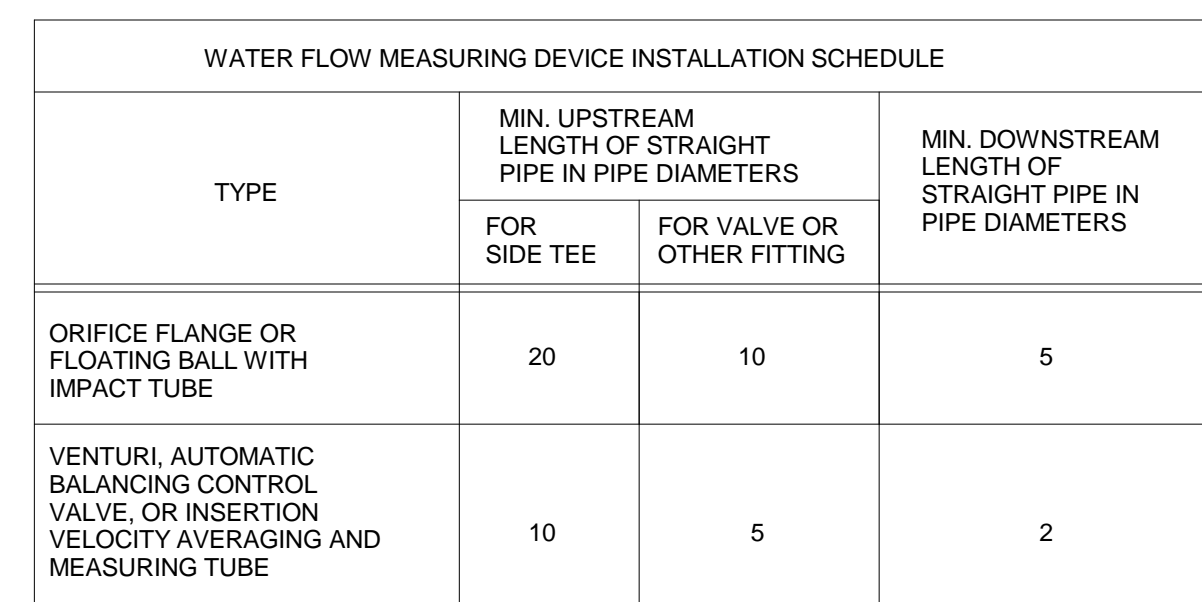 WATER FLOW MEASURING DEVICE INSTALLATION SCHEDULE
TYPE
MIN. UPSTREAM
LENGTH OF STRAIGHT
PIPE IN PIPE DIAMETERS
MIN. DOWNSTREAM
LENGTH OF
STRAIGHT PIPE IN
PIPE DIAMETERS
FOR
SIDE TEE
FOR VALVE OR
OTHER FITTING
ORIFICE FLANGE OR
FLOATING BALL WITH
IMPACT TUBE
20
10
5
VENTURI, AUTOMATIC
BALANCING CONTROL
VALVE, OR INSERTION
VELOCITY AVERAGING AND
MEASURING TUBE
10
5
2